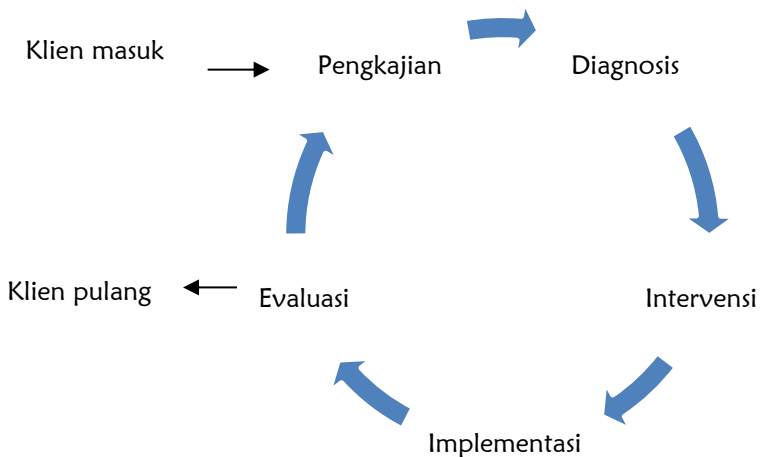 Klien masuk
Pengkajian
Diagnosis
Klien pulang
Evaluasi
Intervensi
Implementasi